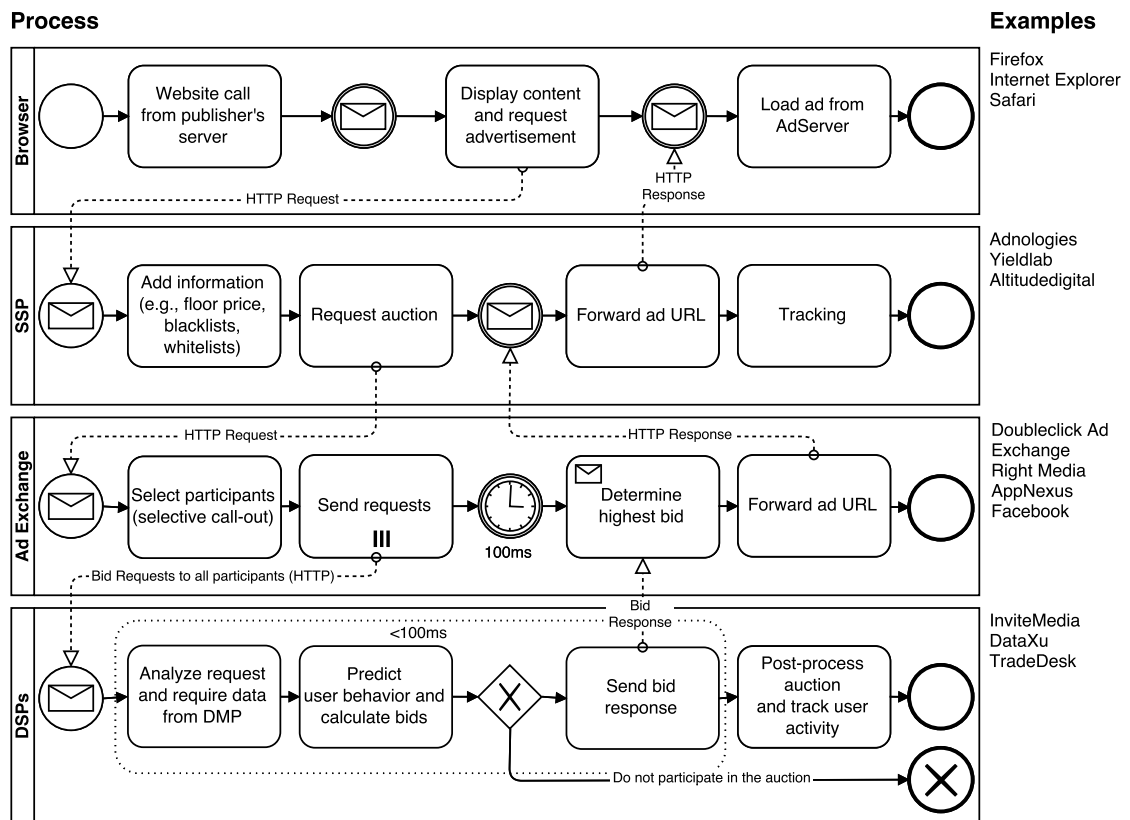 Process
Examples
Browser
Website call
from publisher's
server
Display content
and request
advertisement
Load ad from
AdServer
Firefox
Internet Explorer
Safari
HTTP Request
HTTP
Response
SSP
Add information
(e.g., floor price,
blacklists,
whitelists)
Request auction
Forward ad URL
Tracking
Adnologies
Yieldlab
Altitudedigital
HTTP Request
HTTP Response
Ad Exchange
Select participants
(selective call-out)
Send requests
100ms
Determine
highest bid
Forward ad URL
Doubleclick Ad
Exchange
Right Media
AppNexus
Facebook
Bid Requests to all participants (HTTP)
Bid
Response
DSPs
<100ms
Analyze request
and require data
from DMP
Predict
user behavior and
calculate bids
Send bid
response
Post-process
auction
and track user
activity
Do not participate in the auction
InviteMedia
DataXu
TradeDesk